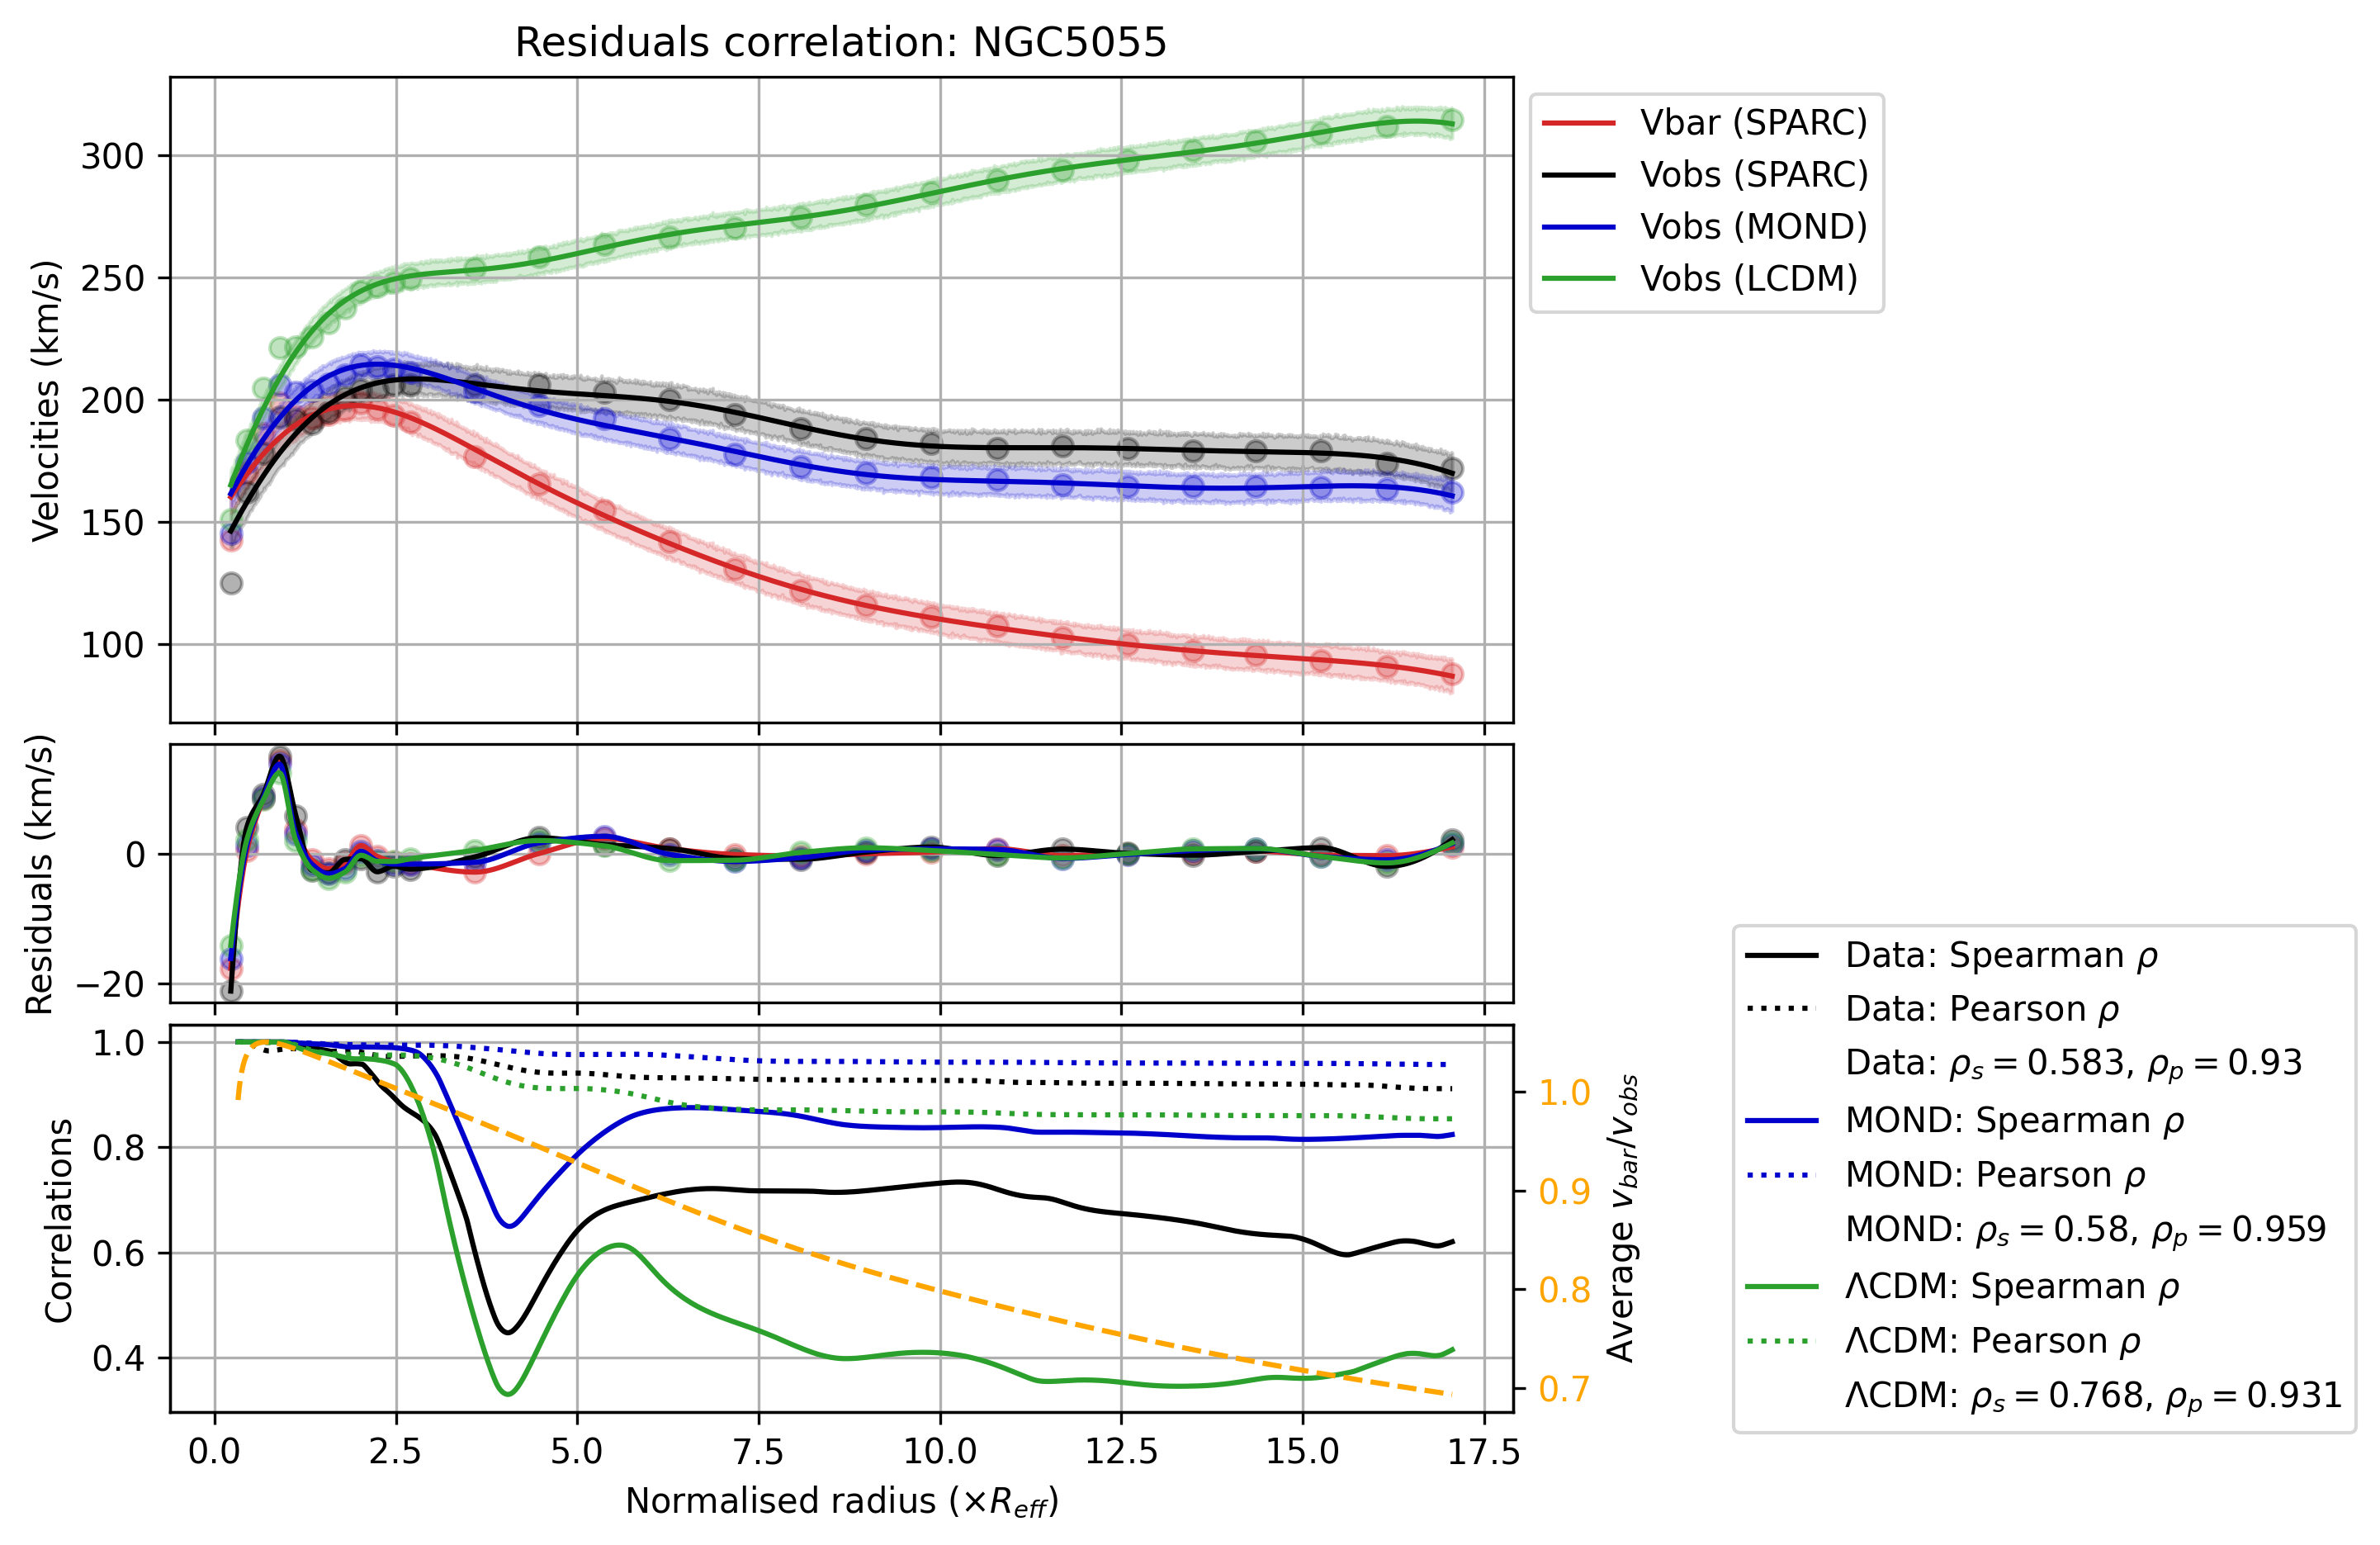 Residuals correlation: NGC5055
Velocities (km/s)
300
250
200
150
100
Vbar (SPARC)
Vobs (SPARC)
Vobs (MOND)
Vobs (LCDM)
Residuals (km/s)
0
−20
Correlations
1.0
0.8
0.6
0.4
1.0
0.9
0.8
0.7
Average v_bar/v_obs
0.0 2.5 5.0 7.5 10.0 12.5 15.0 17.5
Normalised radius (×R_eff)
Data: Spearman ρ
Data: Pearson ρ
Data: ρ_s = 0.583, ρ_p = 0.93
MOND: Spearman ρ
MOND: Pearson ρ
MOND: ρ_s = 0.58, ρ_p = 0.959
ΛCDM: Spearman ρ
ΛCDM: Pearson ρ
ΛCDM: ρ_s = 0.768, ρ_p = 0.931